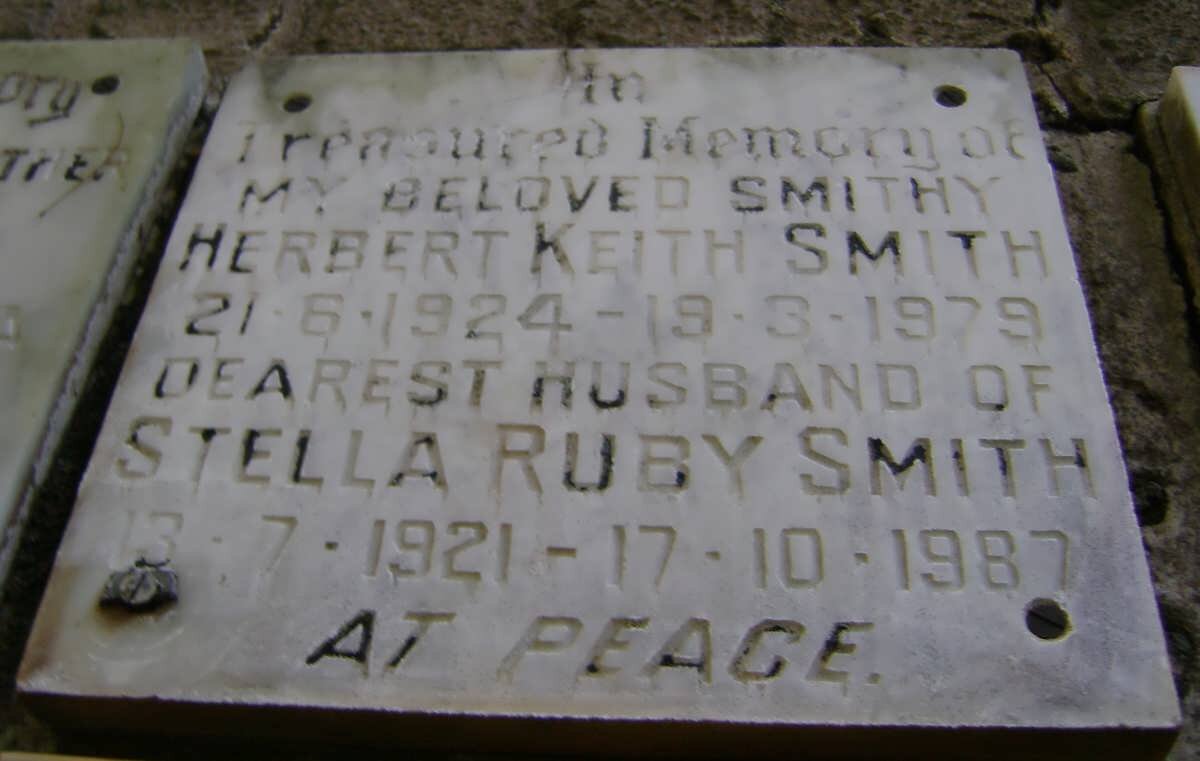 In
Treasured Memory of
MY BELOVED SMITHY
HERBERT KEITH SMITH
21·6·1924 - 19·3·1979
DEAREST HUSBAND OF
STELLA RUBY SMITH
13·7·1921 - 17·10·1987
AT PEACE.